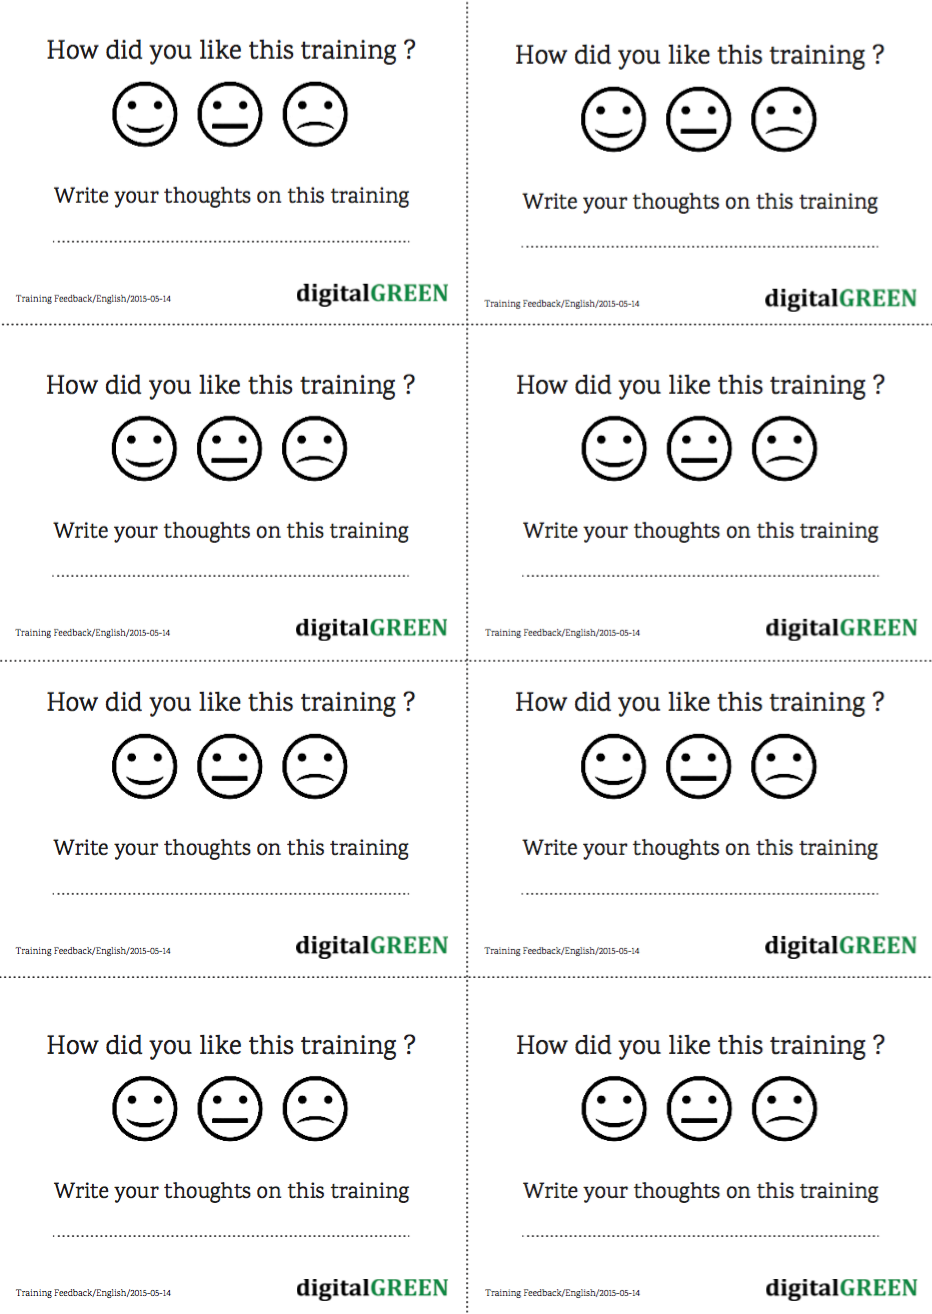 How did you like this training ?
Write your thoughts on this training
Training Feedback/English/2015-05-14
digitalGREEN
How did you like this training ?
Write your thoughts on this training
Training Feedback/English/2015-05-14
digitalGREEN
How did you like this training ?
Write your thoughts on this training
Training Feedback/English/2015-05-14
digitalGREEN
How did you like this training ?
Write your thoughts on this training
Training Feedback/English/2015-05-14
digitalGREEN
How did you like this training ?
Write your thoughts on this training
Training Feedback/English/2015-05-14
digitalGREEN
How did you like this training ?
Write your thoughts on this training
Training Feedback/English/2015-05-14
digitalGREEN
How did you like this training ?
Write your thoughts on this training
Training Feedback/English/2015-05-14
digitalGREEN
How did you like this training ?
Write your thoughts on this training
Training Feedback/English/2015-05-14
digitalGREEN